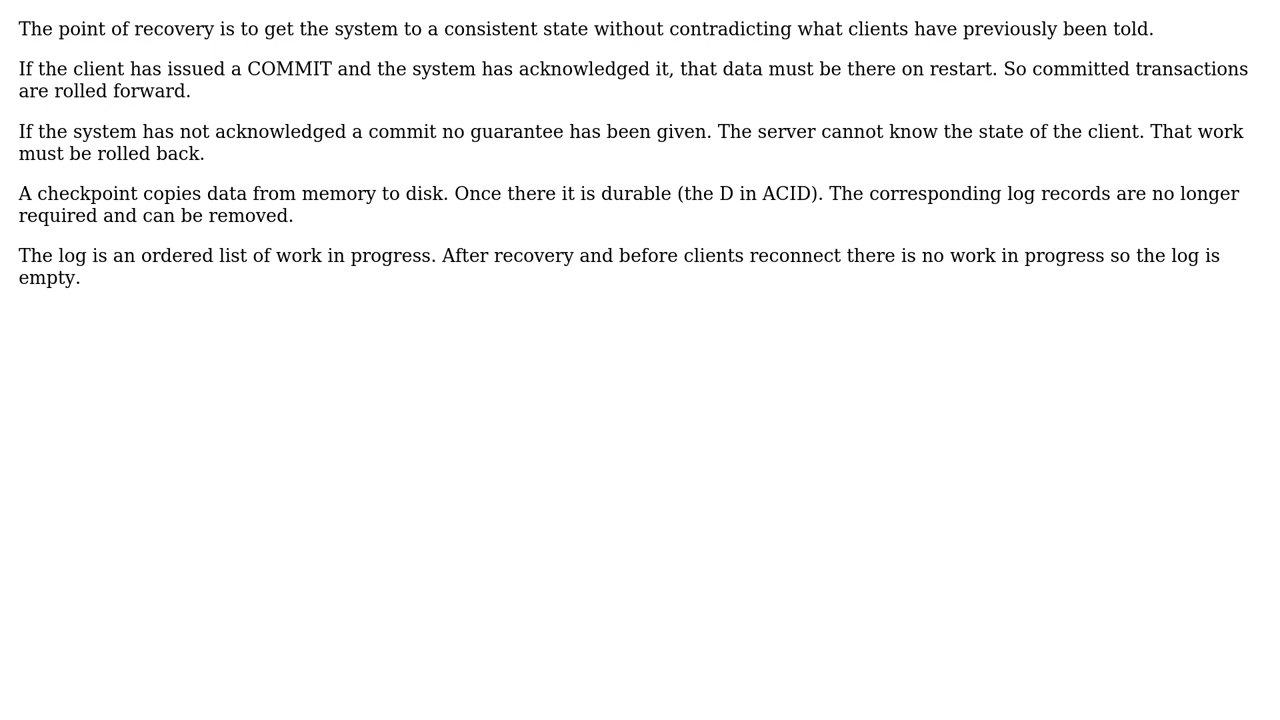 The point of recovery is to get the system to a consistent state without contradicting what clients have previously been told.
If the client has issued a COMMIT and the system has acknowledged it, that data must be there on restart. So committed transactions
are rolled forward.
If the system has not acknowledged a commit no guarantee has been given. The server cannot know the state of the client. That work
must be rolled back.
A checkpoint copies data from memory to disk. Once there it is durable (the D in ACID). The corresponding log records are no longer
required and can be removed.
The log is an ordered list of work in progress. After recovery and before clients reconnect there is no work in progress so the log is
empty.